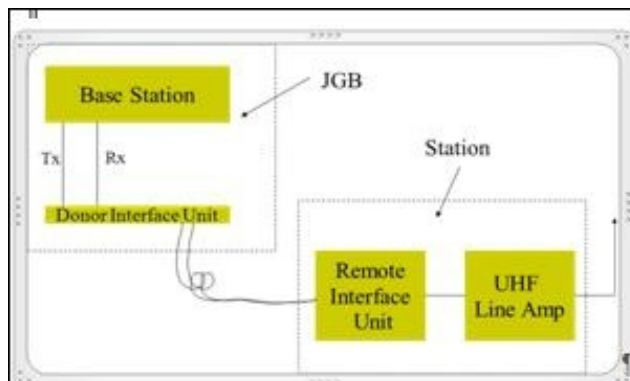 Base Station
JGB
Tx
Rx
Station
Donor Interface Unit
Remote
Interface
Unit
UHF
Line Amp